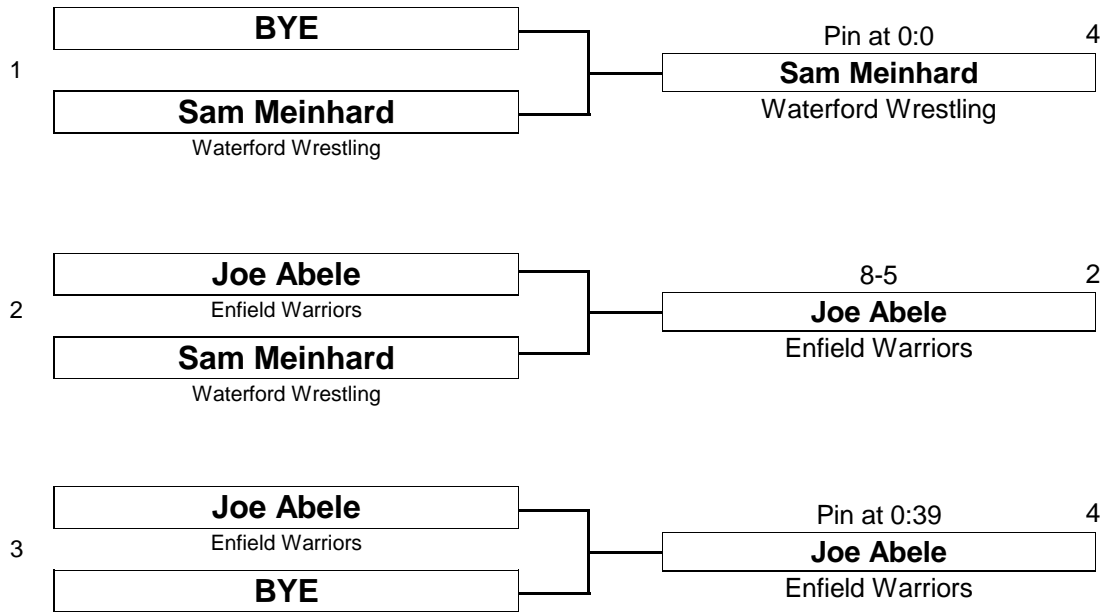 BYE
Pin at 0:0 4
1
Sam Meinhard
Sam Meinhard
Waterford Wrestling
Waterford Wrestling
Joe Abele
8-5 2
2
Enfield Warriors
Joe Abele
Sam Meinhard
Enfield Warriors
Waterford Wrestling
Joe Abele
Pin at 0:39 4
3
Enfield Warriors
Joe Abele
BYE
Enfield Warriors